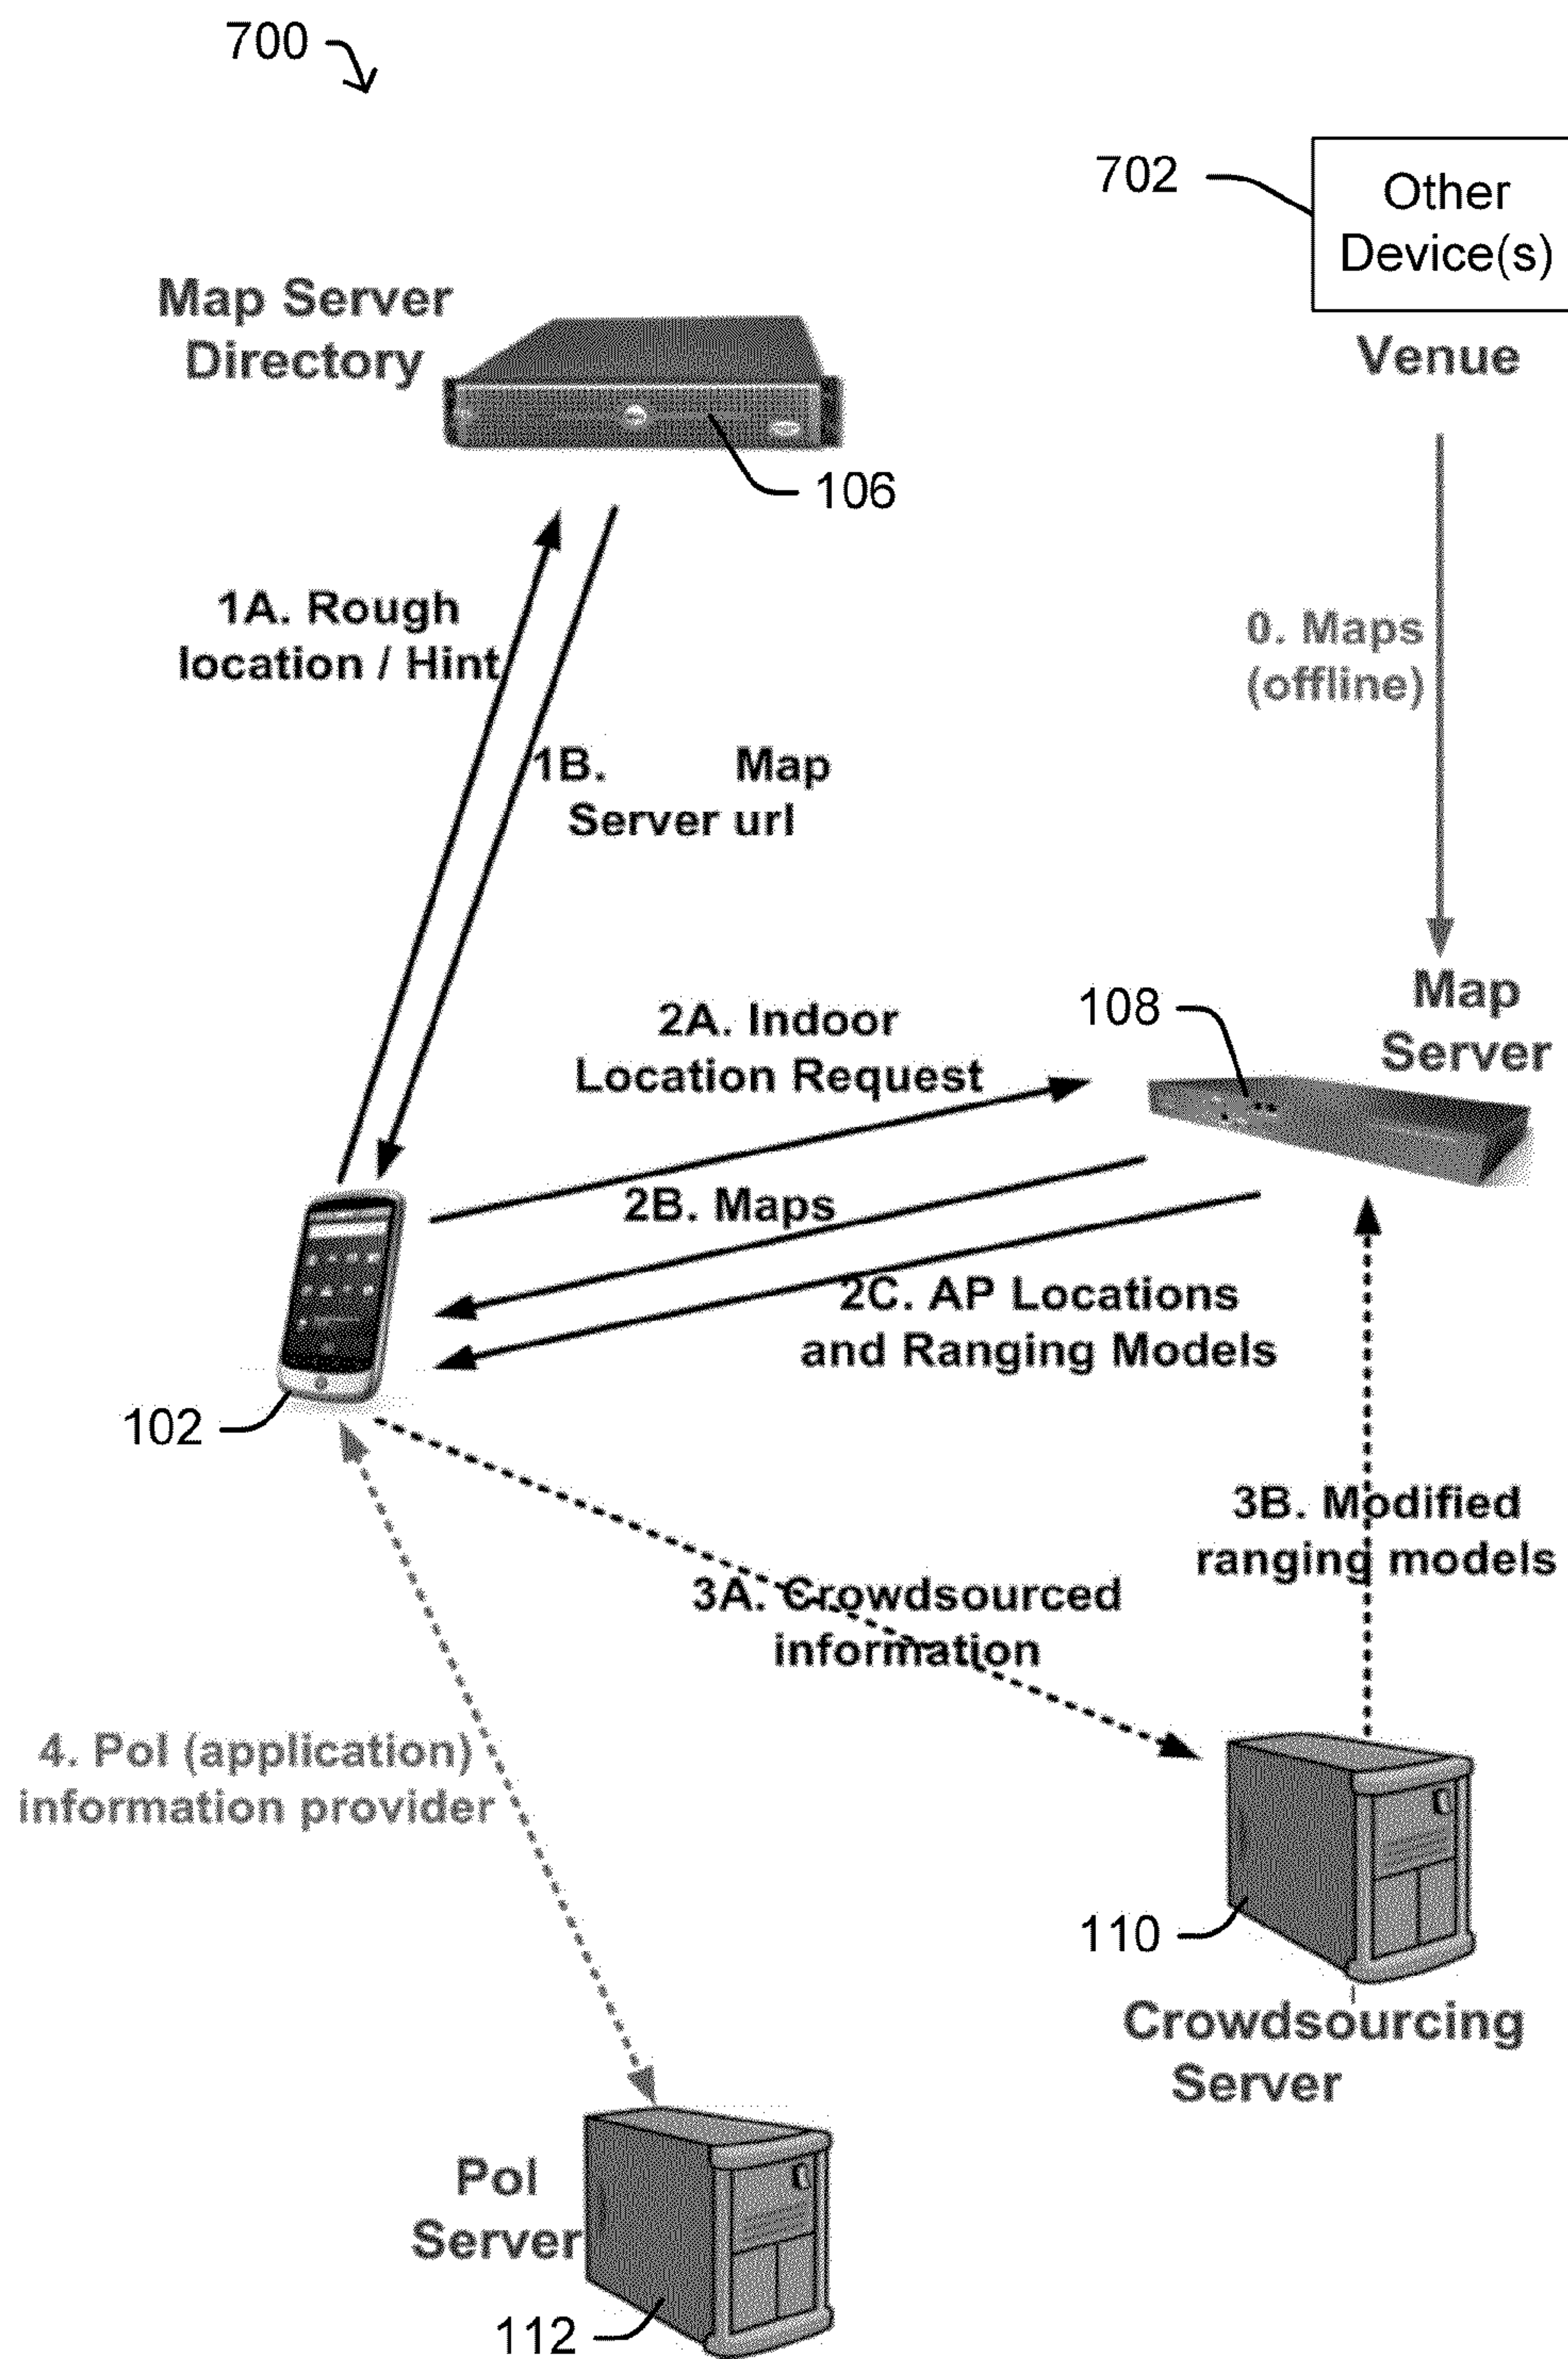 700
702
Other
Device(s)
Map Server
Directory
Venue
106
1A. Rough
location / Hint
0. Maps
(offline)
1B. Map
Server url
Map
Server
108
2A. Indoor
Location Request
2B. Maps
2C. AP Locations
and Ranging Models
102
3B. Modified
ranging models
3A. Crowdsourced
information
4. PoI (application)
information provider
110
Crowdsourcing
Server
PoI
Server
112